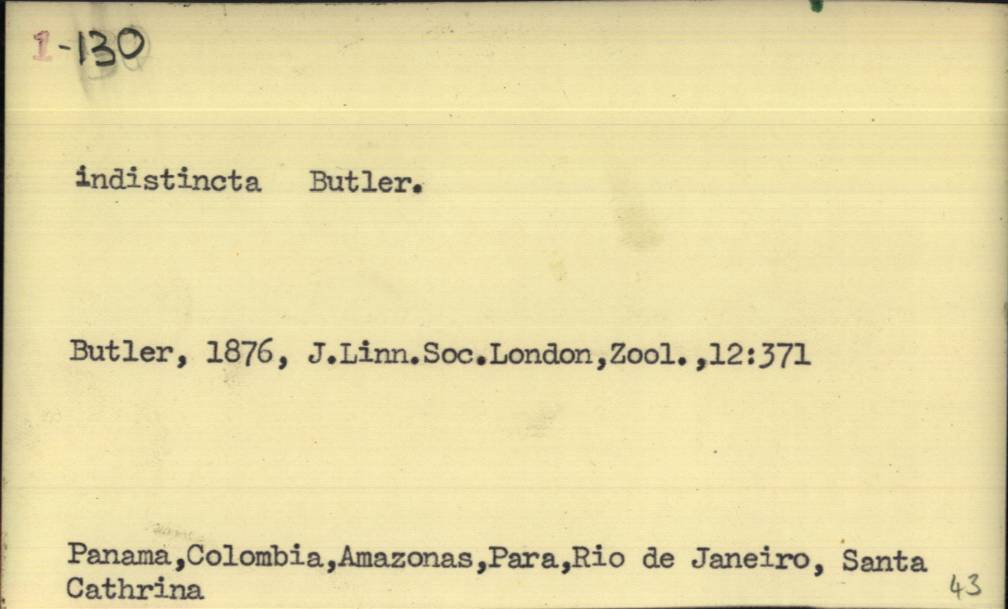 1-130
indistincta Butler.
Butler, 1876, J.Linn.Soc.London,Zool.,12:371
Panama,Colombia,Amazonas,Para,Rio de Janeiro, Santa
Cathrina
43